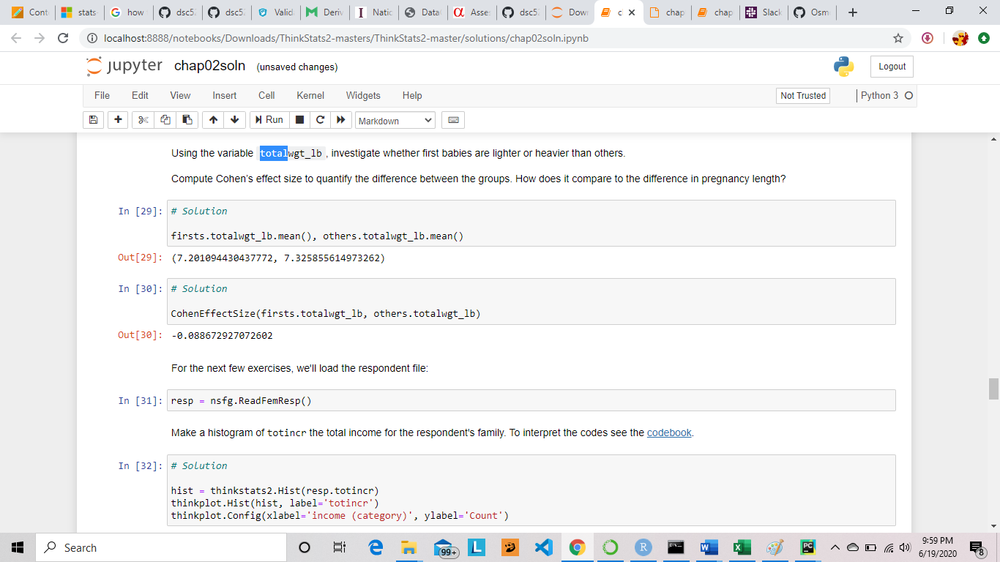 Cont
stats
how
dsc5
dsc5
Valid
Deriv
Natic
Data
Asse
dsc5
Dow
c
chap
chap
Slack
Osm
localhost:8888/notebooks/Downloads/ThinkStats2-masters/ThinkStats2-master/solutions/chap02soln.ipynb
jupyter chap02soln (unsaved changes)
Logout
File Edit View Insert Cell Kernel Widgets Help
Not Trusted
Python 3
Run
Markdown
Using the variable totalwgt_lb , investigate whether first babies are lighter or heavier than others.
Compute Cohen’s effect size to quantify the difference between the groups. How does it compare to the difference in pregnancy length?
In [29]: # Solution
firsts.totalwgt_lb.mean(), others.totalwgt_lb.mean()
Out[29]: (7.201094430437772, 7.325855614973262)
In [30]: # Solution
CohenEffectSize(firsts.totalwgt_lb, others.totalwgt_lb)
Out[30]: -0.088672927072602
For the next few exercises, we'll load the respondent file:
In [31]: resp = nsfg.ReadFemResp()
Make a histogram of totincr the total income for the respondent's family. To interpret the codes see the codebook.
In [32]: # Solution
hist = thinkstats2.Hist(resp.totincr)
thinkplot.Hist(hist, label='totincr')
thinkplot.Config(xlabel='income (category)', ylabel='Count')
Search
99+
9:59 PM
6/19/2020
8